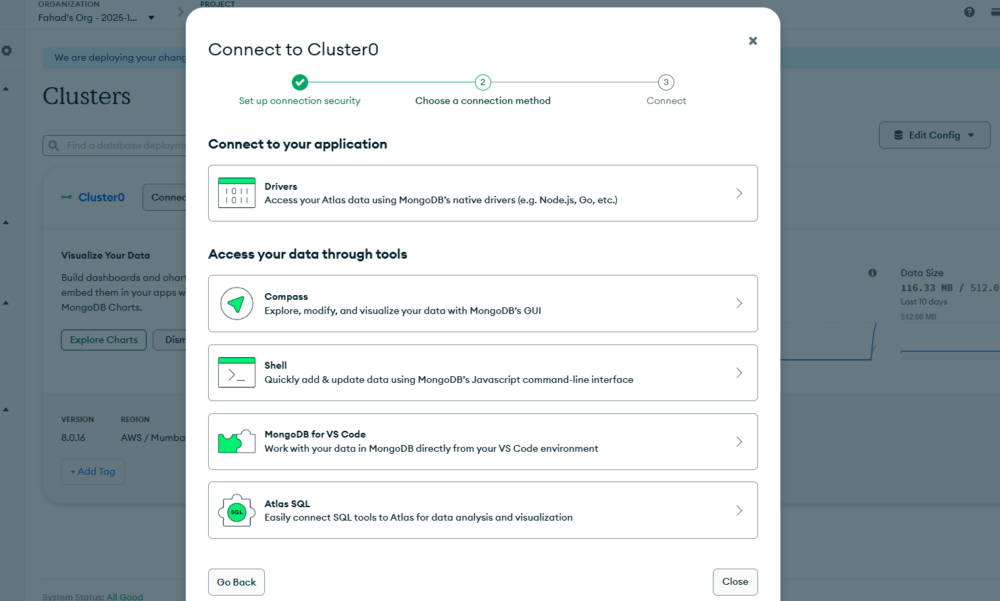 ORGANIZATION
PROJECT
Fahad's Org - 2025-1...
We are deploying your chang
Clusters
Find a database deployme
Edit Config
Cluster0
Connec
Visualize Your Data
Build dashboards and chart
embed them in your apps w
MongoDB Charts.
Explore Charts
Dism
VERSION
REGION
8.0.16
AWS / Mumba
+ Add Tag
System Status: All Good
Connect to Cluster0
2
3
Set up connection security
Choose a connection method
Connect
Connect to your application
1011
1011
Drivers
Access your Atlas data using MongoDB's native drivers (e.g. Node.js, Go, etc.)
Access your data through tools
Compass
Explore, modify, and visualize your data with MongoDB's GUI
>_
Shell
Quickly add & update data using MongoDB's Javascript command-line interface
MongoDB for VS Code
Work with your data in MongoDB directly from your VS Code environment
SQL
Atlas SQL
Easily connect SQL tools to Atlas for data analysis and visualization
Go Back
Close
Data Size
116.33 MB / 512.0
Last 10 days
512.00 MB